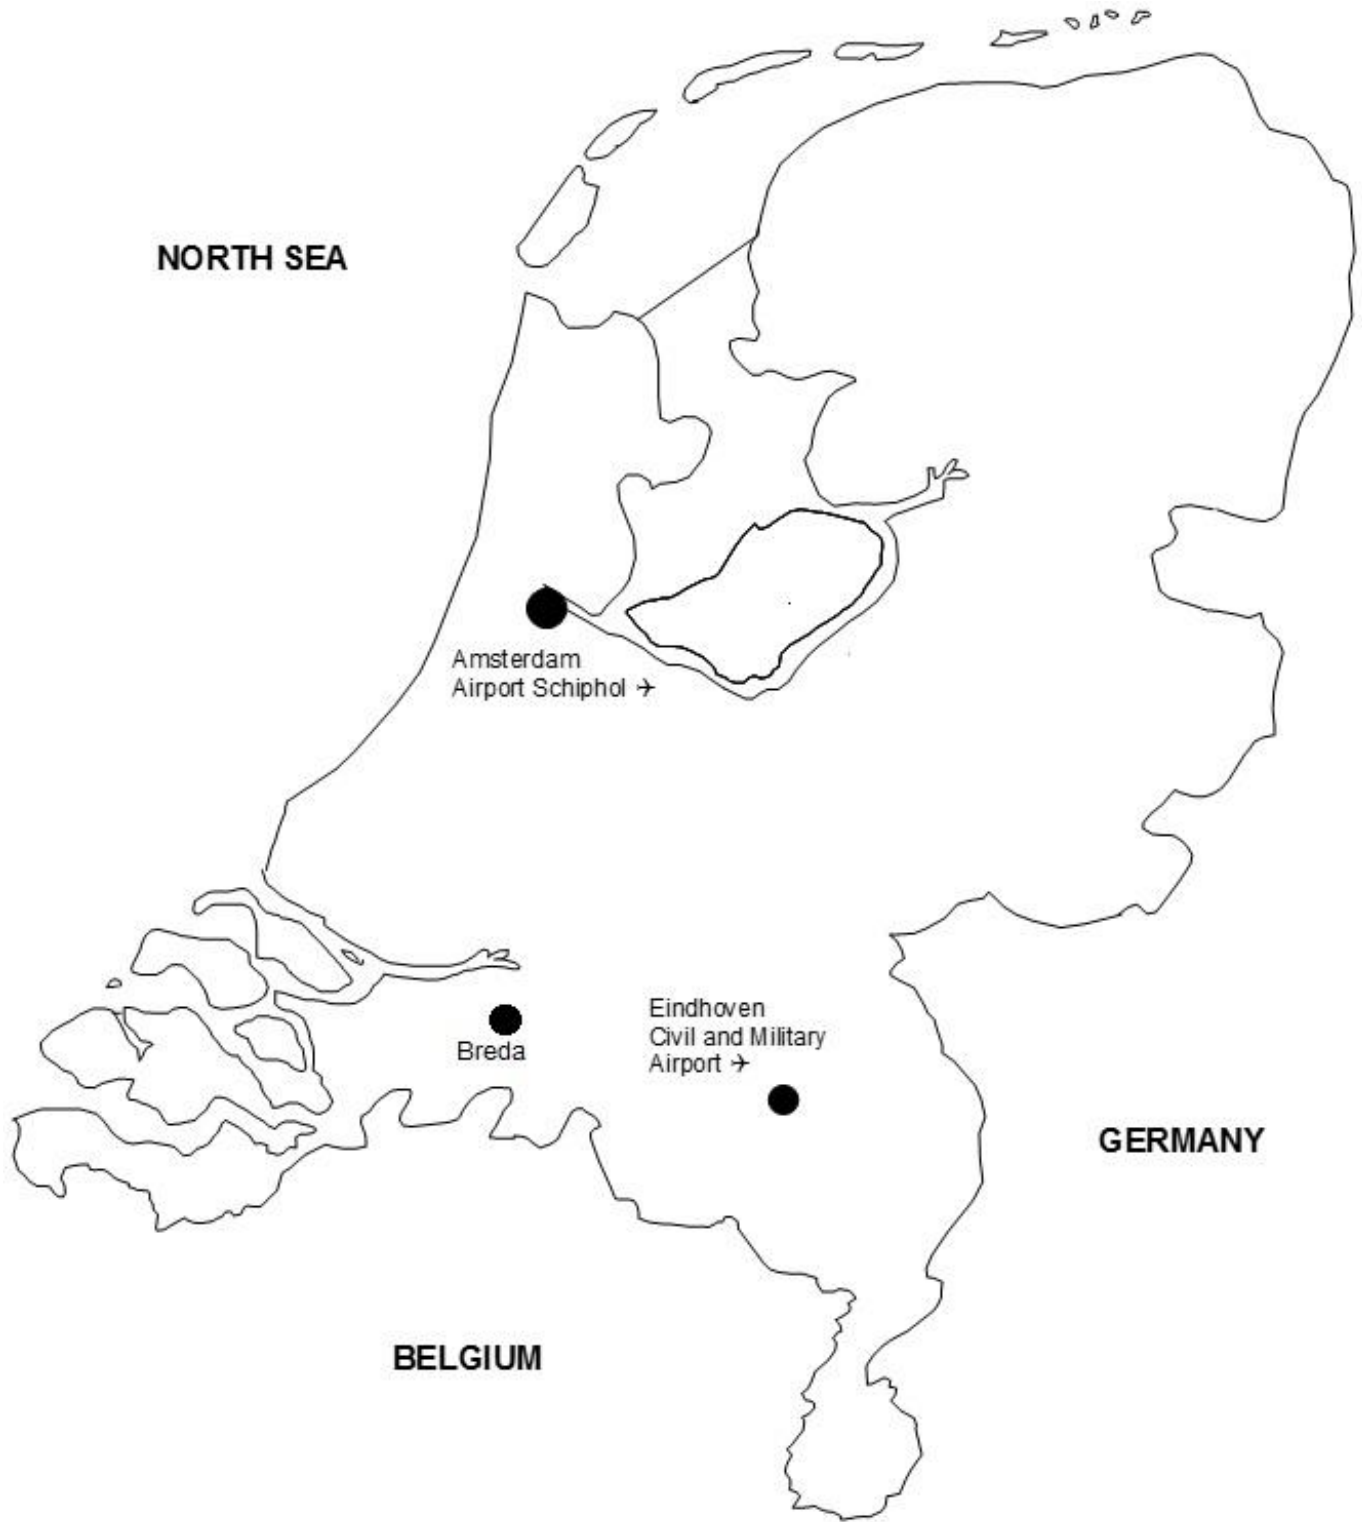 NORTH SEA
Amsterdam
Airport Schiphol ✈
Eindhoven
Civil and Military
Airport ✈
Breda
GERMANY
BELGIUM